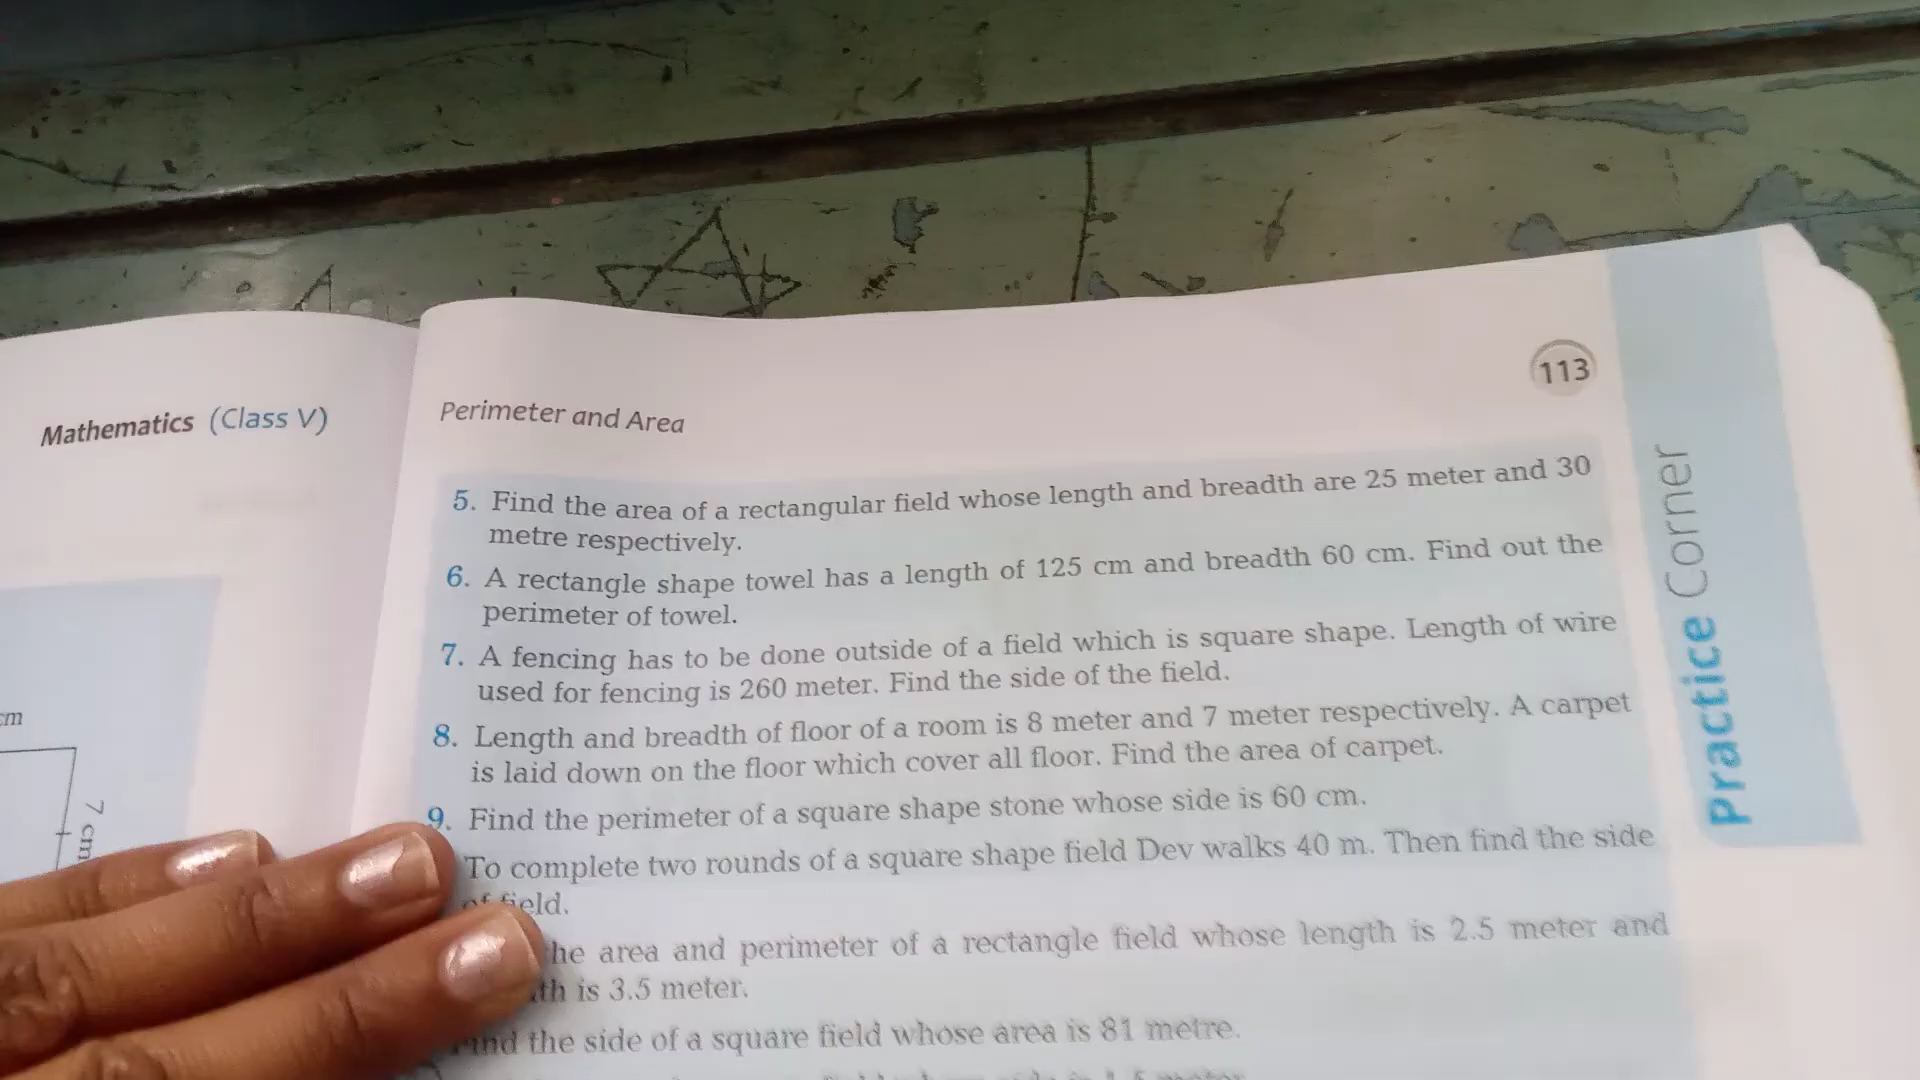 Mathematics (Class V)
cm
7 cm
Perimeter and Area
113
5. Find the area of a rectangular field whose length and breadth are 25 meter and 30
metre respectively.
6. A rectangle shape towel has a length of 125 cm and breadth 60 cm. Find out the
perimeter of towel.
7. A fencing has to be done outside of a field which is square shape. Length of wire
used for fencing is 260 meter. Find the side of the field.
8. Length and breadth of floor of a room is 8 meter and 7 meter respectively. A carpet
is laid down on the floor which cover all floor. Find the area of carpet.
9. Find the perimeter of a square shape stone whose side is 60 cm.
To complete two rounds of a square shape field Dev walks 40 m. Then find the side
of field.
he area and perimeter of a rectangle field whose length is 2.5 meter and
th is 3.5 meter.
ind the side of a square field whose area is 81 metre.
Practice Corner